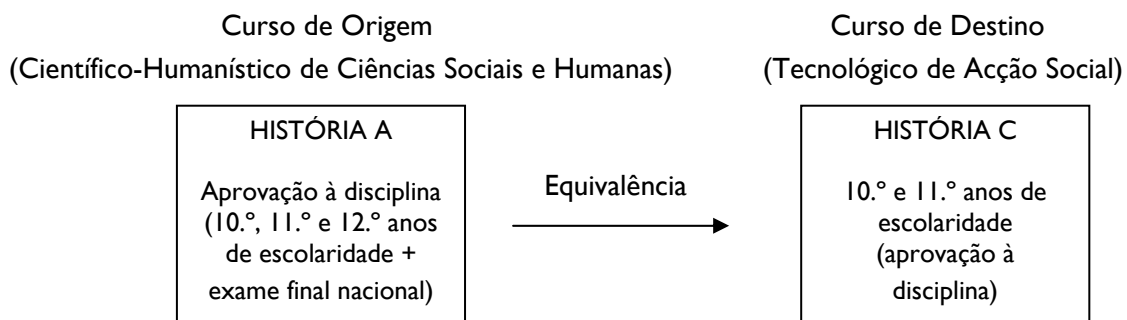 Curso de Origem
(Científico-Humanístico de Ciências Sociais e Humanas)
Curso de Destino
(Tecnológico de Acção Social)
HISTÓRIA A
Aprovação à disciplina
(10.º, 11.º e 12.º anos
de escolaridade +
exame final nacional)
Equivalência
HISTÓRIA C
10.º e 11.º anos de
escolaridade
(aprovação à
disciplina)